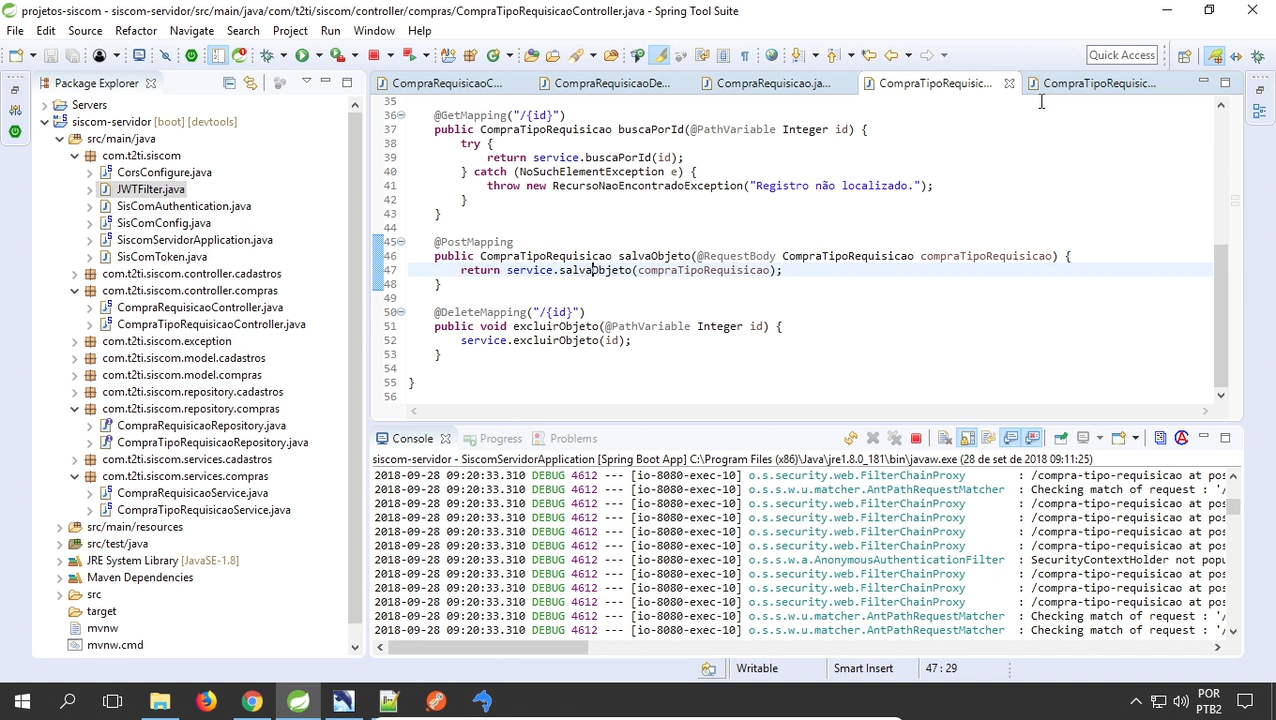 projetos-siscom - siscom-servidor/src/main/java/com/t2ti/siscom/controller/compras/CompraTipoRequisicaoController.java - Spring Tool Suite
File Edit Source Refactor Navigate Search Project Run Window Help
Quick Access
Package Explorer
CompraRequisicaoC...
CompraRequisicaoDe...
CompraRequisicao.ja...
CompraTipoRequisic...
CompraTipoRequisic...
Servers
siscom-servidor [boot] [devtools]
src/main/java
com.t2ti.siscom
CorsConfigure.java
JWTFilter.java
SisComAuthentication.java
SisComConfig.java
SiscomServidorApplication.java
SisComToken.java
com.t2ti.siscom.controller.cadastros
com.t2ti.siscom.controller.compras
CompraRequisicaoController.java
CompraTipoRequisicaoController.java
com.t2ti.siscom.exception
com.t2ti.siscom.model.cadastros
com.t2ti.siscom.model.compras
com.t2ti.siscom.repository.cadastros
com.t2ti.siscom.repository.compras
CompraRequisicaoRepository.java
CompraTipoRequisicaoRepository.java
com.t2ti.siscom.services.cadastros
com.t2ti.siscom.services.compras
CompraRequisicaoService.java
CompraTipoRequisicaoService.java
src/main/resources
src/test/java
JRE System Library [JavaSE-1.8]
Maven Dependencies
src
target
mvnw
mvnw.cmd
35
36 @GetMapping("/{id}")
37 public CompraTipoRequisicao buscaPorId(@PathVariable Integer id) {
38 try {
39 return service.buscaPorId(id);
40 } catch (NoSuchElementException e) {
41 throw new RecursoNaoEncontradoException("Registro não localizado.");
42 }
43 }
44
45 @PostMapping
46 public CompraTipoRequisicao salvaObjeto(@RequestBody CompraTipoRequisicao compraTipoRequisicao) {
47 return service.salvaObjeto(compraTipoRequisicao);
48 }
49
50 @DeleteMapping("/{id}")
51 public void excluirObjeto(@PathVariable Integer id) {
52 service.excluirObjeto(id);
53 }
54
55 }
56
Console Progress Problems
siscom-servidor - SiscomServidorApplication [Spring Boot App] C:\Program Files (x86)\Java\jre1.8.0_181\bin\javaw.exe (28 de set de 2018 09:11:25)
2018-09-28 09:20:33.310 DEBUG 4612 --- [io-8080-exec-10] o.s.security.web.FilterChainProxy : /compra-tipo-requisicao at pos
2018-09-28 09:20:33.310 DEBUG 4612 --- [io-8080-exec-10] o.s.s.w.u.matcher.AntPathRequestMatcher : Checking match of request : '/
2018-09-28 09:20:33.310 DEBUG 4612 --- [io-8080-exec-10] o.s.security.web.FilterChainProxy : /compra-tipo-requisicao at pos
2018-09-28 09:20:33.310 DEBUG 4612 --- [io-8080-exec-10] o.s.security.web.FilterChainProxy : /compra-tipo-requisicao at pos
2018-09-28 09:20:33.310 DEBUG 4612 --- [io-8080-exec-10] o.s.security.web.FilterChainProxy : /compra-tipo-requisicao at pos
2018-09-28 09:20:33.310 DEBUG 4612 --- [io-8080-exec-10] o.s.security.web.FilterChainProxy : /compra-tipo-requisicao at pos
2018-09-28 09:20:33.310 DEBUG 4612 --- [io-8080-exec-10] o.s.s.w.a.AnonymousAuthenticationFilter : SecurityContextHolder not popu
2018-09-28 09:20:33.310 DEBUG 4612 --- [io-8080-exec-10] o.s.security.web.FilterChainProxy : /compra-tipo-requisicao at pos
2018-09-28 09:20:33.310 DEBUG 4612 --- [io-8080-exec-10] o.s.security.web.FilterChainProxy : /compra-tipo-requisicao at pos
2018-09-28 09:20:33.310 DEBUG 4612 --- [io-8080-exec-10] o.s.security.web.FilterChainProxy : /compra-tipo-requisicao at pos
2018-09-28 09:20:33.310 DEBUG 4612 --- [io-8080-exec-10] o.s.s.w.u.matcher.AntPathRequestMatcher : Checking match of request : '/
2018-09-28 09:20:33.310 DEBUG 4612 --- [io-8080-exec-10] o.s.s.w.u.matcher.AntPathRequestMatcher : Checking match of request : '/
Writable Smart Insert 47 : 29
POR
PTB2